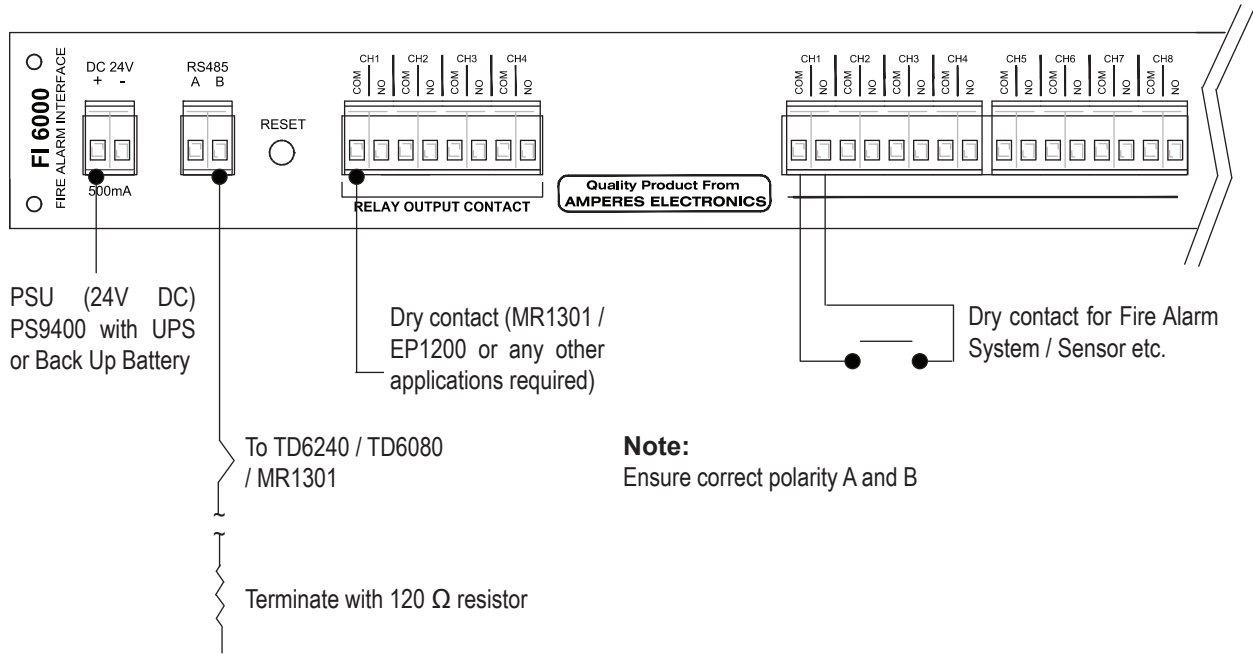 FI 6000
FIRE ALARM INTERFACE
DC 24V
+ -
500mA
RS485
A B
RESET
CH1 CH2 CH3 CH4
COM NO COM NO COM NO COM NO
RELAY OUTPUT CONTACT
Quality Product From
AMPERES ELECTRONICS
CH1 CH2 CH3 CH4 CH5 CH6 CH7 CH8
COM NO COM NO COM NO COM NO COM NO COM NO COM NO COM NO
PSU (24V DC)
PS9400 with UPS
or Back Up Battery
Dry contact (MR1301 /
EP1200 or any other
applications required)
Dry contact for Fire Alarm
System / Sensor etc.
To TD6240 / TD6080
/ MR1301
Note:
Ensure correct polarity A and B
~
~
Terminate with 120 Ω resistor